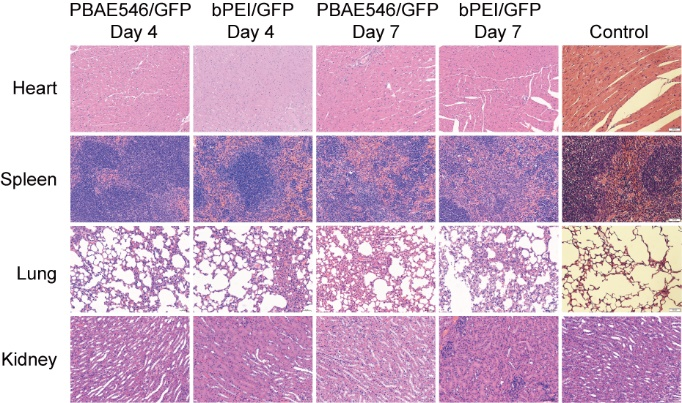 PBAE546/GFP bPEI/GFP PBAE546/GFP bPEI/GFP
Day 4 Day 4 Day 7 Day 7 Control
Heart
Spleen
Lung
Kidney